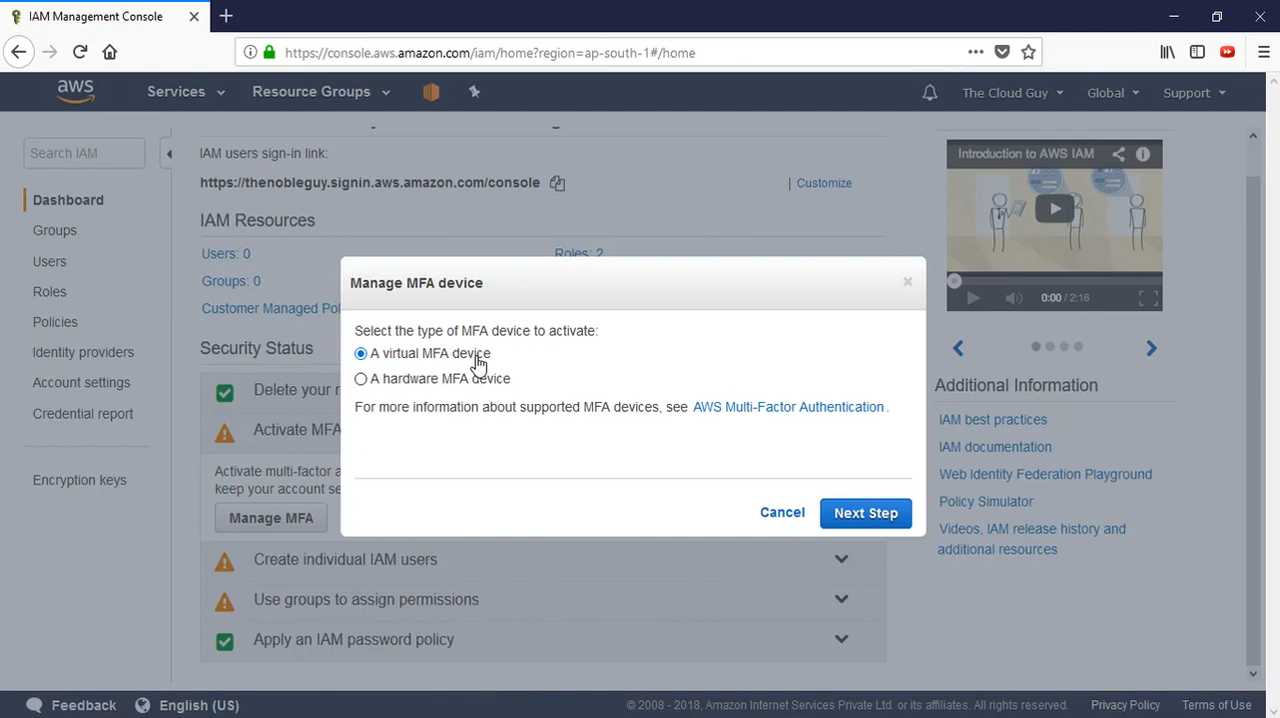 IAM Management Console
https://console.aws.amazon.com/iam/home?region=ap-south-1#/home
aws
Services
Resource Groups
The Cloud Guy
Global
Support
Search IAM
Dashboard
Groups
Users
Roles
Policies
Identity providers
Account settings
Credential report
Encryption keys
IAM users sign-in link:
https://thenobleguy.signin.aws.amazon.com/console
| Customize
IAM Resources
Users: 0
Roles: 2
Groups: 0
Customer Managed Pol
Security Status
Delete your r
Activate MFA
Activate multi-factor a
keep your account se
Manage MFA
Create individual IAM users
Use groups to assign permissions
Apply an IAM password policy
Manage MFA device
Select the type of MFA device to activate:
A virtual MFA device
A hardware MFA device
For more information about supported MFA devices, see AWS Multi-Factor Authentication .
Cancel
Next Step
Introduction to AWS IAM
0:00 / 2:16
Additional Information
IAM best practices
IAM documentation
Web Identity Federation Playground
Policy Simulator
Videos, IAM release history and
additional resources
Feedback
English (US)
© 2008 - 2018, Amazon Internet Services Private Ltd. or its affiliates. All rights reserved.
Privacy Policy
Terms of Use